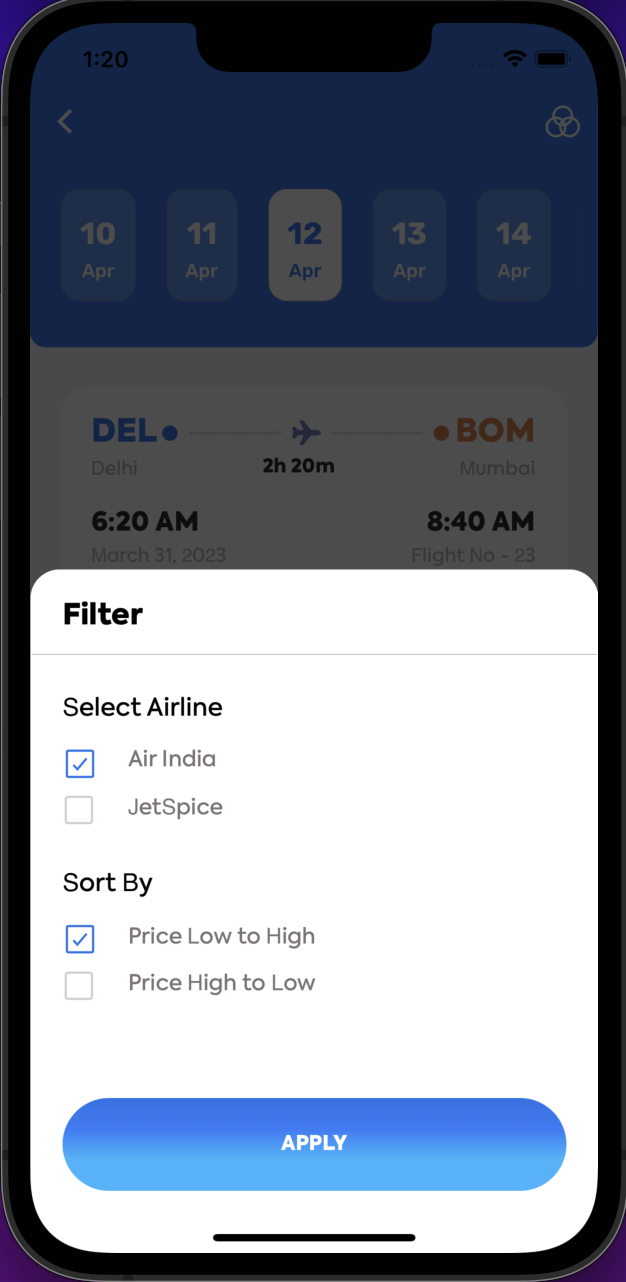 1:20
10 11 12 13 14
Apr Apr Apr Apr Apr
DEL BOM
Delhi 2h 20m Mumbai
6:20 AM 8:40 AM
March 31, 2023 Flight No - 23
Filter
Select Airline
Air India
JetSpice
Sort By
Price Low to High
Price High to Low
APPLY